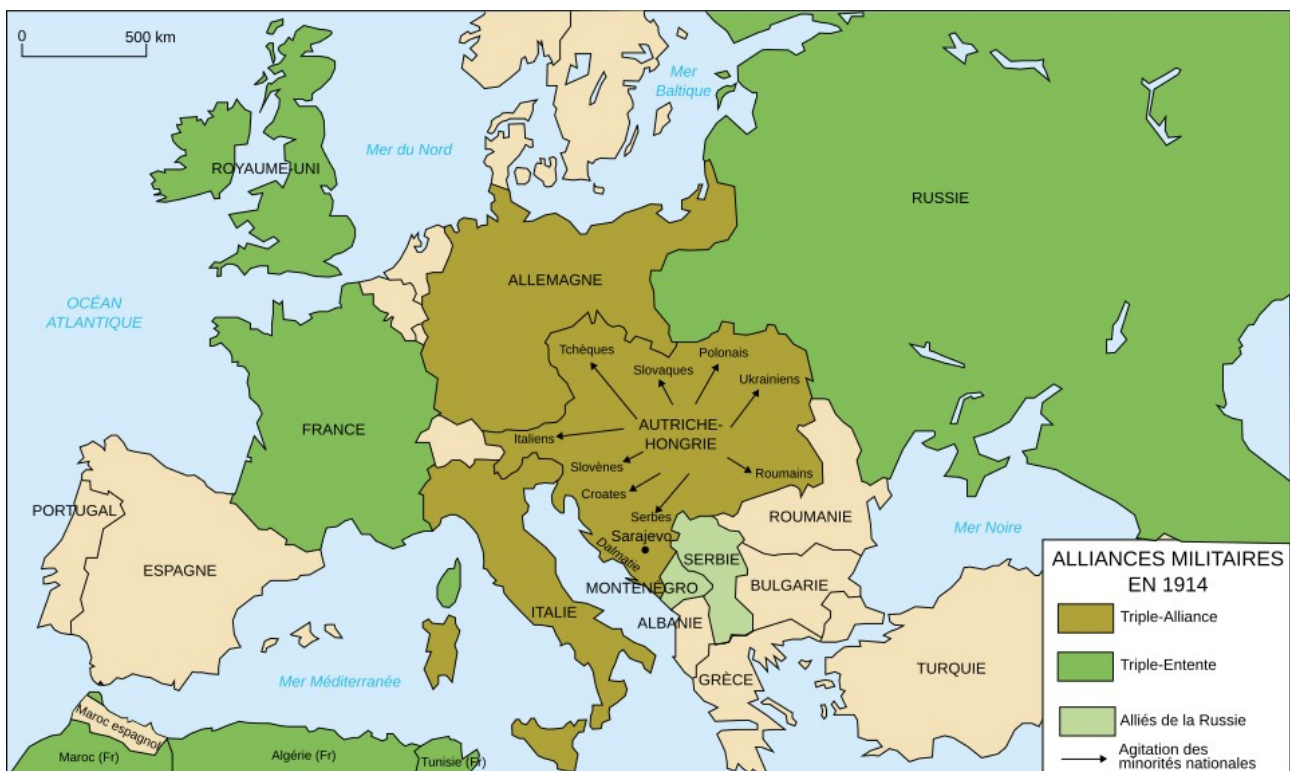 0 500 km
Mer
Baltique
Mer du Nord
ROYAUME-UNI
RUSSIE
OCÉAN
ATLANTIQUE
ALLEMAGNE
Tchèques
Polonais
Slovaques
Ukrainiens
FRANCE
AUTRICHE-
HONGRIE
Italiens
Slovènes
Roumains
Croates
Serbes
Sarajevo
Dalmatie
PORTUGAL
ESPAGNE
ROUMANIE
Mer Noire
SERBIE
MONTÉNÉGRO
BULGARIE
ITALIE
ALBANIE
GRÈCE
TURQUIE
Mer Méditerranée
Maroc espagnol
Maroc (Fr)
Algérie (Fr)
Tunisie (Fr)
ALLIANCES MILITAIRES
EN 1914
Triple-Alliance
Triple-Entente
Alliés de la Russie
Agitation des
minorités nationales